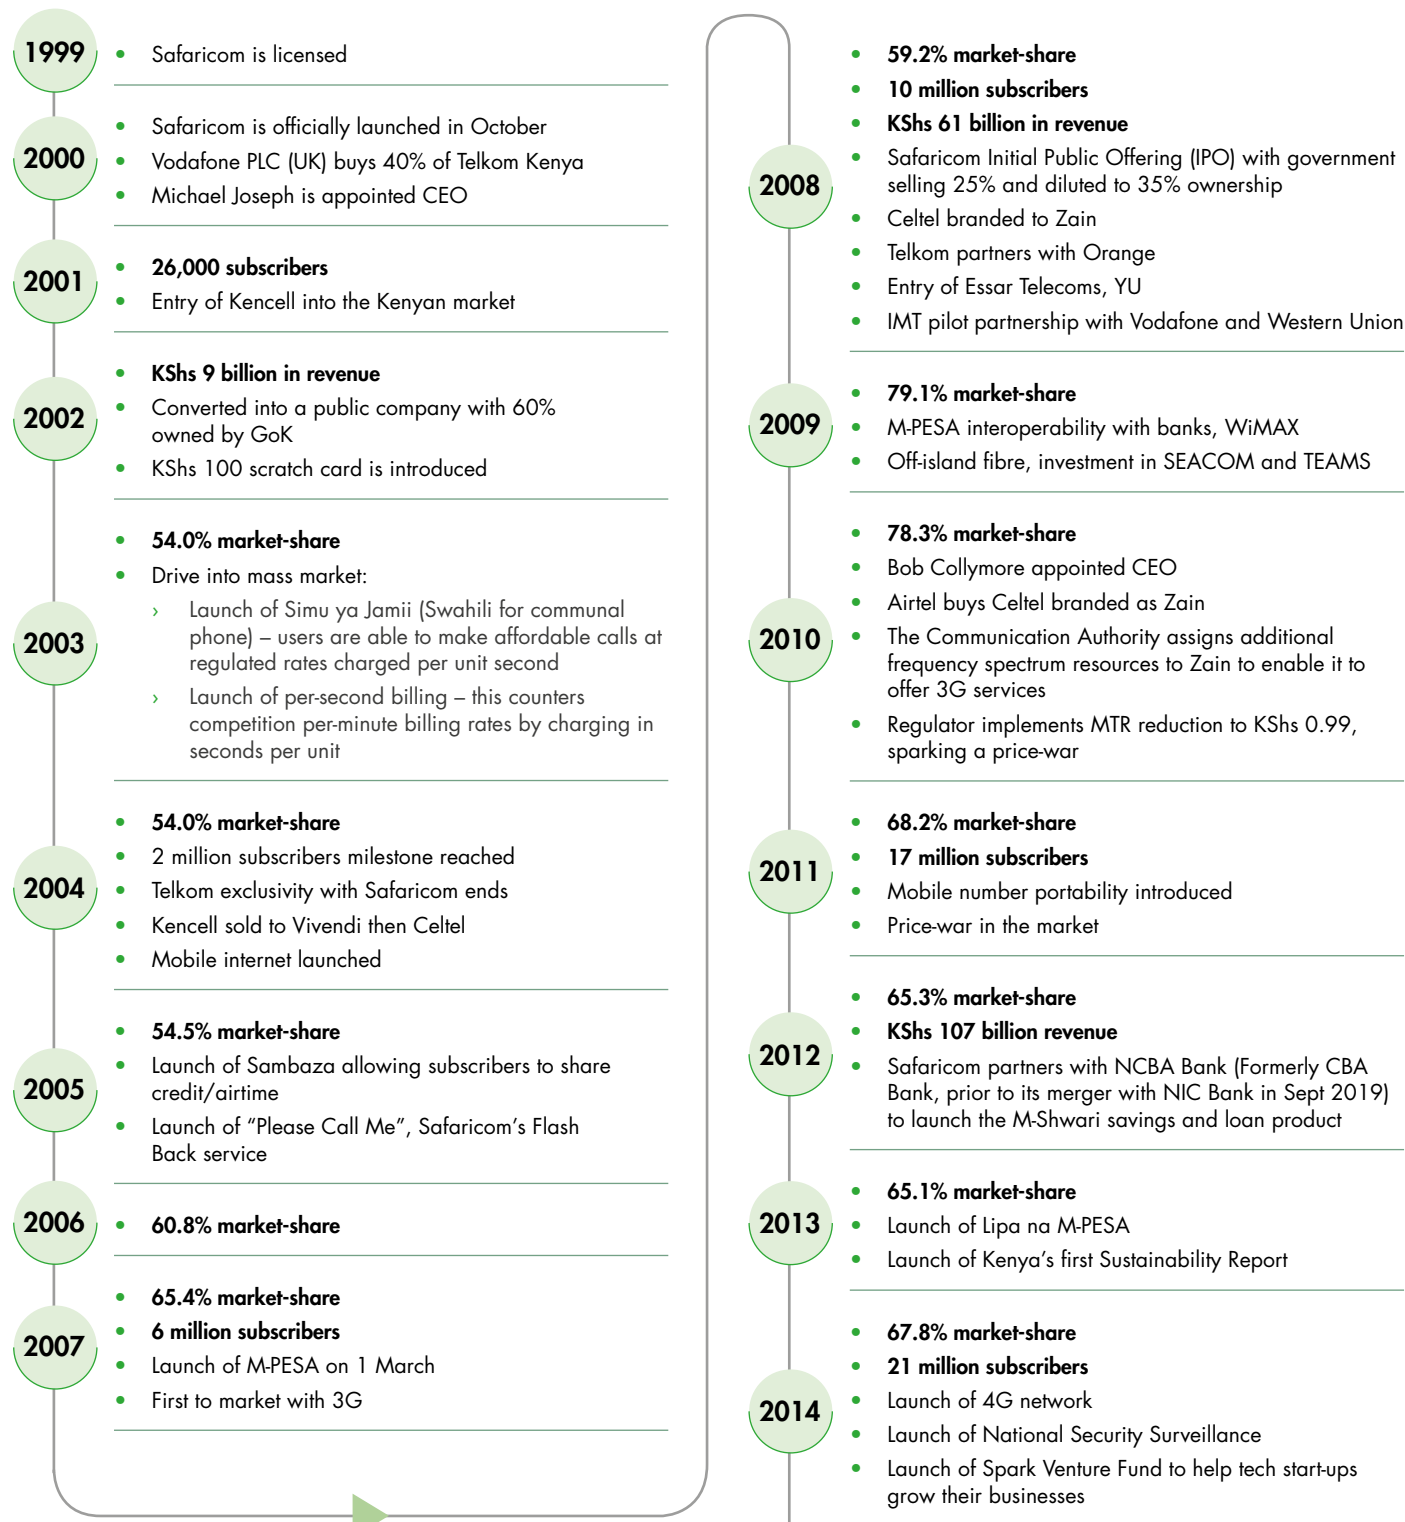 1999
• Safaricom is licensed
2000
• Safaricom is officially launched in October
• Vodafone PLC (UK) buys 40% of Telkom Kenya
• Michael Joseph is appointed CEO
2001
• 26,000 subscribers
• Entry of Kencell into the Kenyan market
2002
• KShs 9 billion in revenue
• Converted into a public company with 60%
owned by GoK
• KShs 100 scratch card is introduced
2003
• 54.0% market-share
• Drive into mass market:
› Launch of Simu ya Jamii (Swahili for communal
phone) – users are able to make affordable calls at
regulated rates charged per unit second
› Launch of per-second billing – this counters
competition per-minute billing rates by charging in
seconds per unit
2004
• 54.0% market-share
• 2 million subscribers milestone reached
• Telkom exclusivity with Safaricom ends
• Kencell sold to Vivendi then Celtel
• Mobile internet launched
2005
• 54.5% market-share
• Launch of Sambaza allowing subscribers to share
credit/airtime
• Launch of “Please Call Me”, Safaricom’s Flash
Back service
2006
• 60.8% market-share
2007
• 65.4% market-share
• 6 million subscribers
• Launch of M-PESA on 1 March
• First to market with 3G
2008
• 59.2% market-share
• 10 million subscribers
• KShs 61 billion in revenue
• Safaricom Initial Public Offering (IPO) with government
selling 25% and diluted to 35% ownership
• Celtel branded to Zain
• Telkom partners with Orange
• Entry of Essar Telecoms, YU
• IMT pilot partnership with Vodafone and Western Union
2009
• 79.1% market-share
• M-PESA interoperability with banks, WiMAX
• Off-island fibre, investment in SEACOM and TEAMS
2010
• 78.3% market-share
• Bob Collymore appointed CEO
• Airtel buys Celtel branded as Zain
• The Communication Authority assigns additional
frequency spectrum resources to Zain to enable it to
offer 3G services
• Regulator implements MTR reduction to KShs 0.99,
sparking a price-war
2011
• 68.2% market-share
• 17 million subscribers
• Mobile number portability introduced
• Price-war in the market
2012
• 65.3% market-share
• KShs 107 billion revenue
• Safaricom partners with NCBA Bank (Formerly CBA
Bank, prior to its merger with NIC Bank in Sept 2019)
to launch the M-Shwari savings and loan product
2013
• 65.1% market-share
• Launch of Lipa na M-PESA
• Launch of Kenya’s first Sustainability Report
2014
• 67.8% market-share
• 21 million subscribers
• Launch of 4G network
• Launch of National Security Surveillance
• Launch of Spark Venture Fund to help tech start-ups
grow their businesses